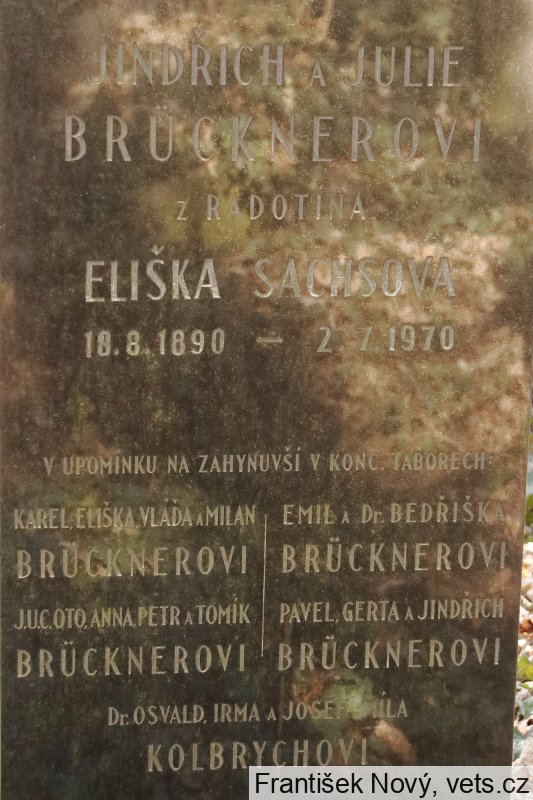 JINDŘICH A JULIE
BRÜCKNEROVI
Z RADOTÍNA
ELIŠKA SACHSOVÁ
18.8.1890 – 2.7.1970
V UPOMÍNKU NA ZAHYNUVŠÍ V KONC. TÁBORECH:
KAREL, ELIŠKA, VLÁĎA A MILAN
BRÜCKNEROVI
EMIL A Dr. BEDŘIŠKA
BRÜCKNEROVI
J.U.C. OTO, ANNA, PETR A TOMÍK
BRÜCKNEROVI
PAVEL, GERTA A JINDŘICH
BRÜCKNEROVI
Dr. OSVALD, IRMA A JOSEF
KOLBRYCHOVI
František Nový, vets.cz